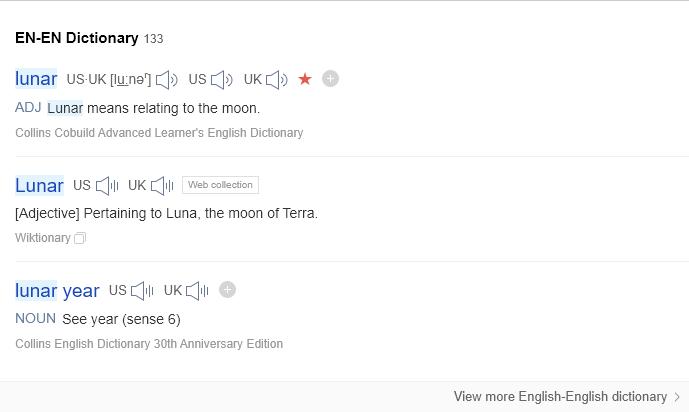 EN-EN Dictionary 133
lunar US·UK [luːnəʳ] US UK
ADJ Lunar means relating to the moon.
Collins Cobuild Advanced Learner's English Dictionary
Lunar US UK Web collection
[Adjective] Pertaining to Luna, the moon of Terra.
Wiktionary
lunar year US UK
NOUN See year (sense 6)
Collins English Dictionary 30th Anniversary Edition
View more English-English dictionary